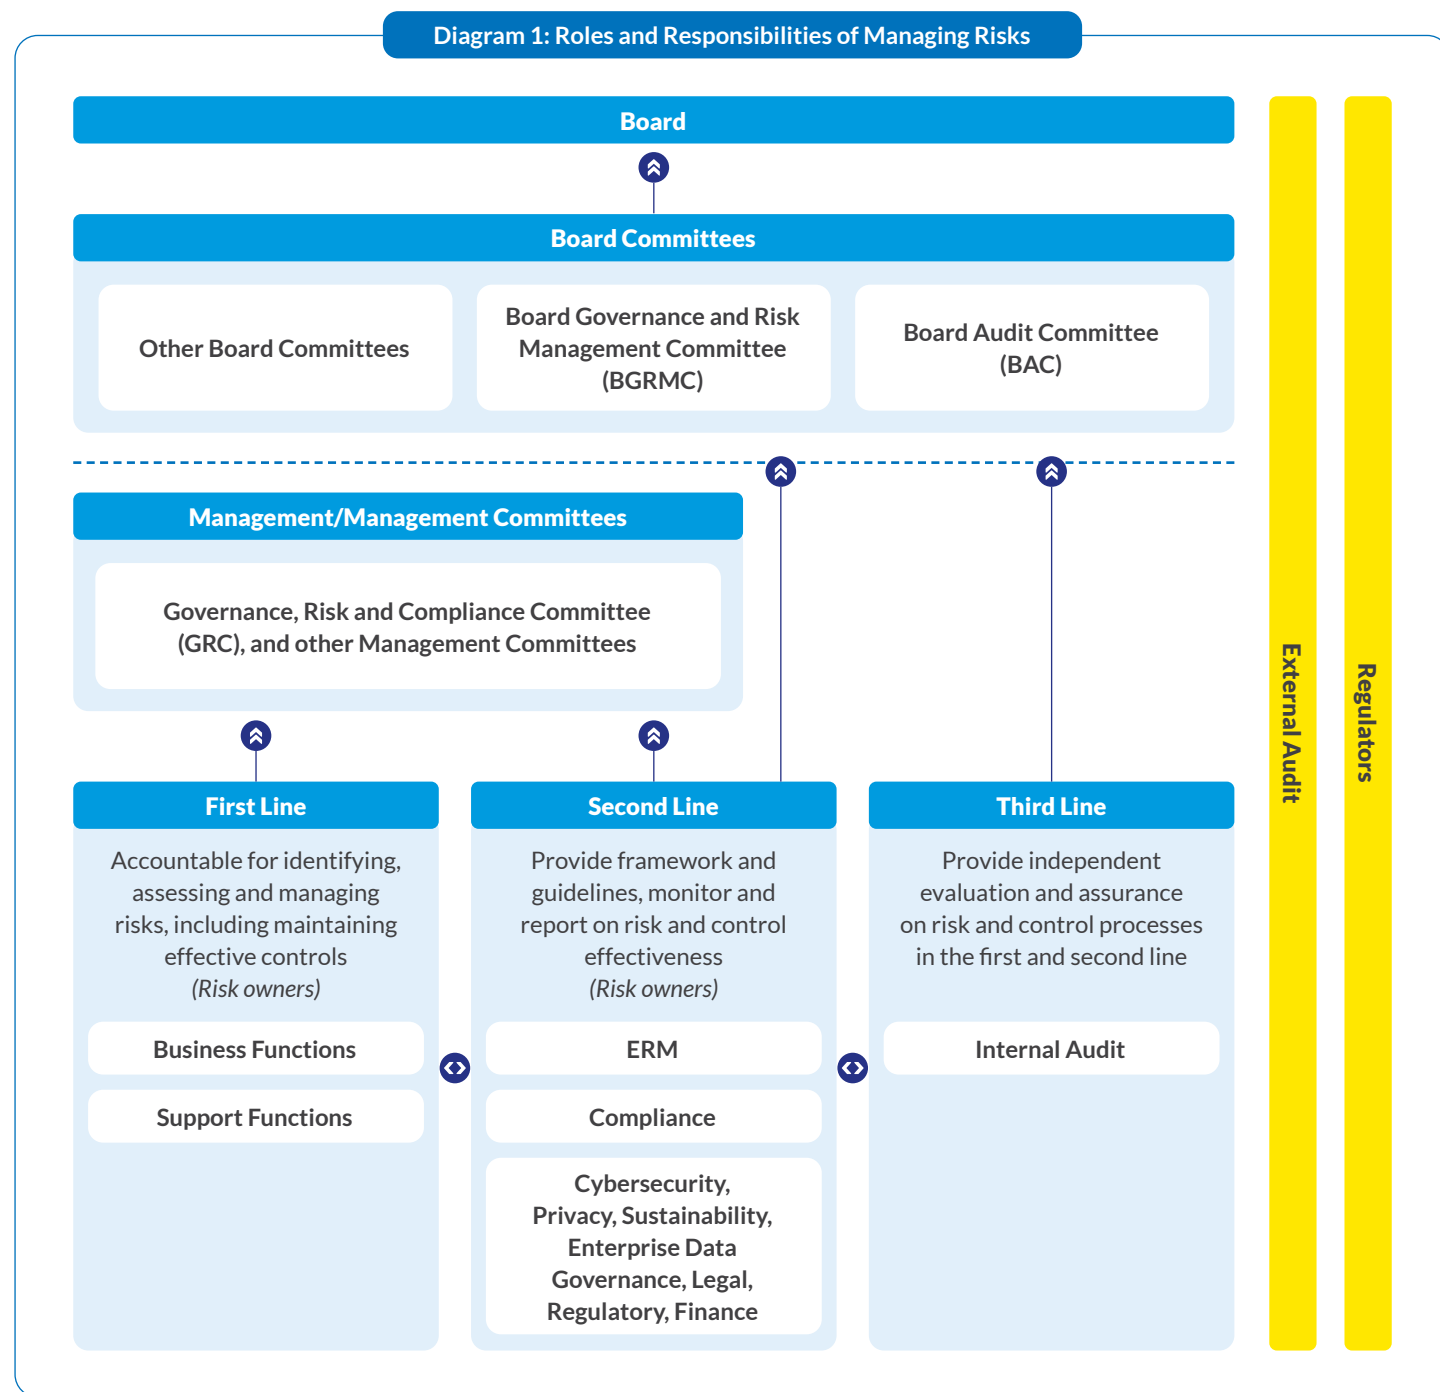 Diagram 1: Roles and Responsibilities of Managing Risks
Board
Board Committees
Other Board Committees
Board Governance and Risk
Management Committee
(BGRMC)
Board Audit Committee
(BAC)
Management/Management Committees
Governance, Risk and Compliance Committee
(GRC), and other Management Committees
First Line
Accountable for identifying,
assessing and managing
risks, including maintaining
effective controls
(Risk owners)
Business Functions
Support Functions
Second Line
Provide framework and
guidelines, monitor and
report on risk and control
effectiveness
(Risk owners)
ERM
Compliance
Cybersecurity,
Privacy, Sustainability,
Enterprise Data
Governance, Legal,
Regulatory, Finance
Third Line
Provide independent
evaluation and assurance
on risk and control processes
in the first and second line
Internal Audit
External Audit
Regulators